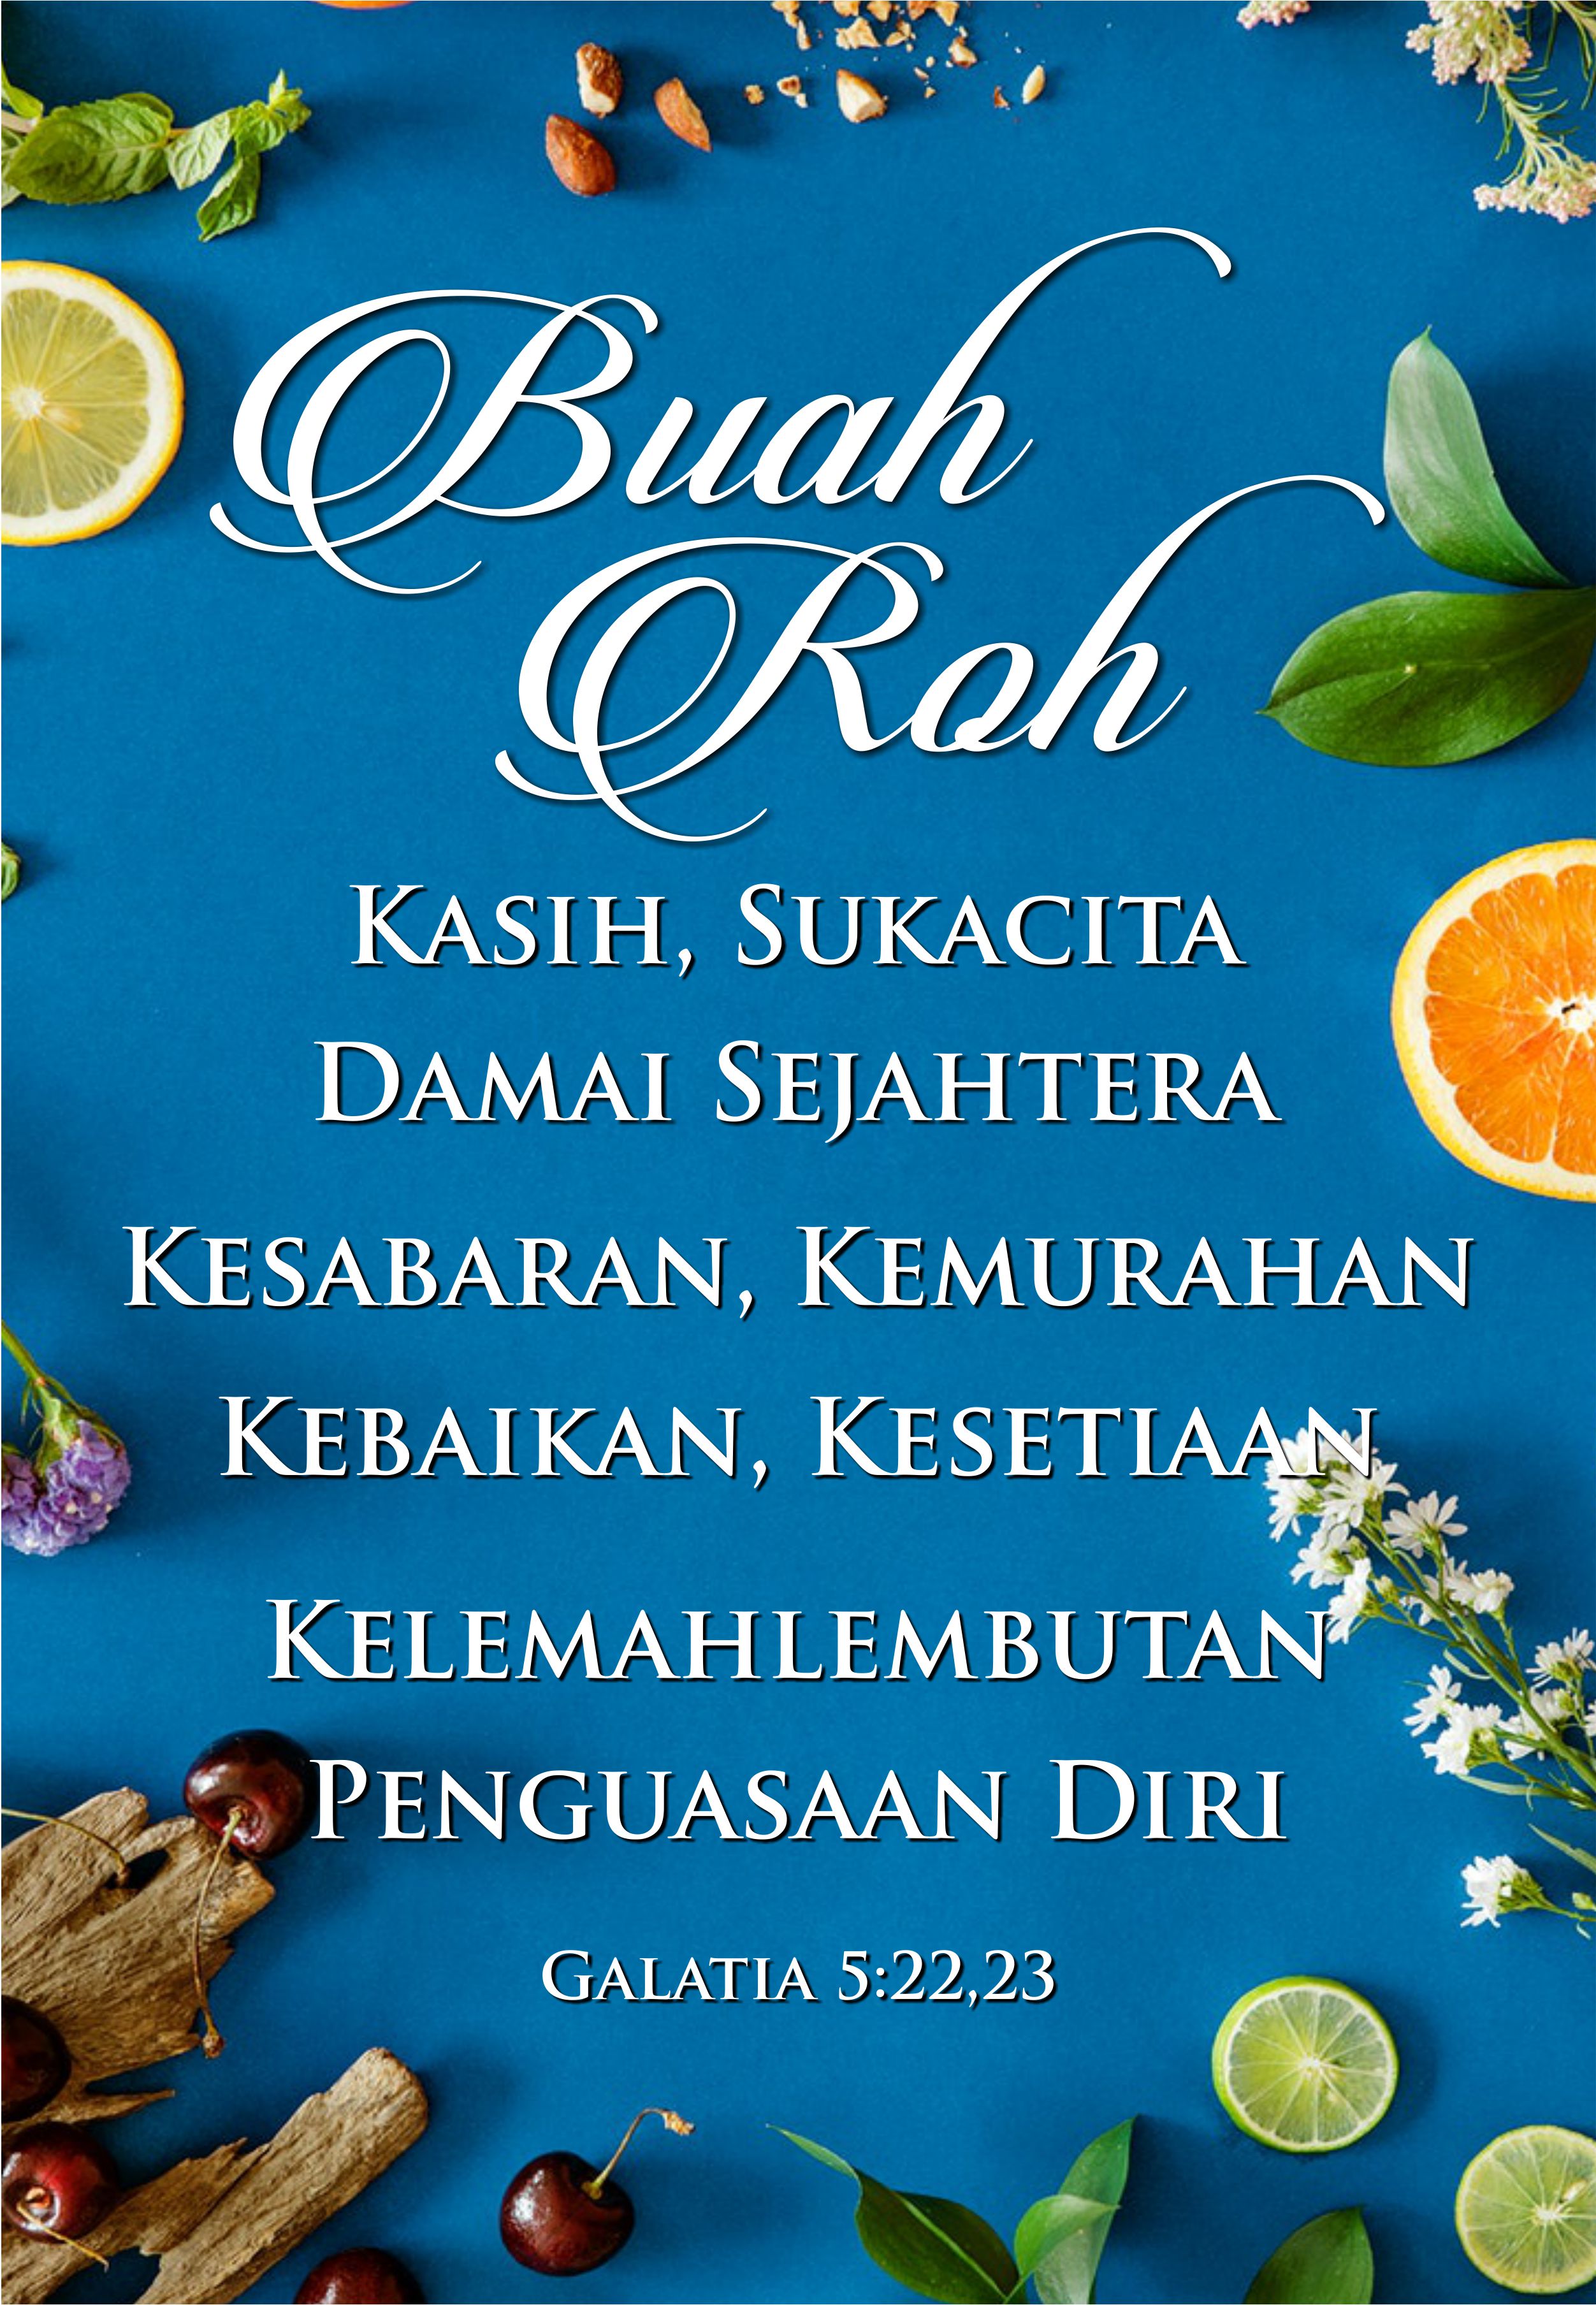 Buah
Roh
Kasih, Sukacita
Damai Sejahtera
Kesabaran, Kemurahan
Kebaikan, Kesetiaan
Kelemahlembutan
Penguasaan Diri
Galatia 5:22,23